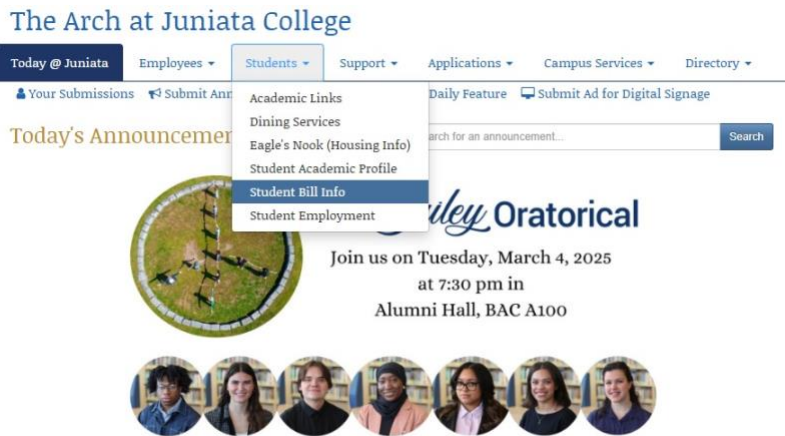 The Arch at Juniata College
Today @ Juniata Employees Students Support Applications Campus Services Directory
Your Submissions Submit Ann Daily Feature Submit Ad for Digital Signage
Academic Links
Dining Services
Eagle's Nook (Housing Info)
Student Academic Profile
Student Bill Info
Student Employment
Today's Announcemen arch for an announcement... Search
iley Oratorical
Join us on Tuesday, March 4, 2025
at 7:30 pm in
Alumni Hall, BAC A100